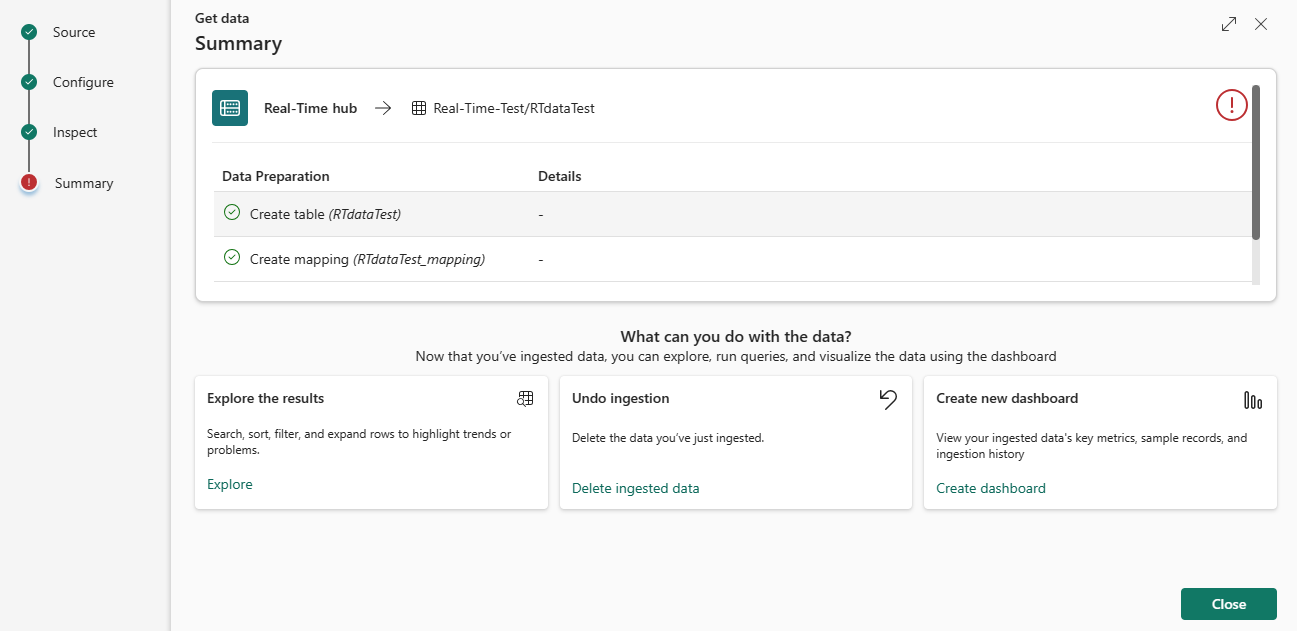 Source
Configure
Inspect
Summary
Get data
Summary
Real-Time hub
Real-Time-Test/RTdataTest
Data Preparation Details
Create table (RTdataTest) -
Create mapping (RTdataTest_mapping) -
What can you do with the data?
Now that you've ingested data, you can explore, run queries, and visualize the data using the dashboard
Explore the results
Search, sort, filter, and expand rows to highlight trends or
problems.
Explore
Undo ingestion
Delete the data you've just ingested.
Delete ingested data
Create new dashboard
View your ingested data's key metrics, sample records, and
ingestion history
Create dashboard
Close